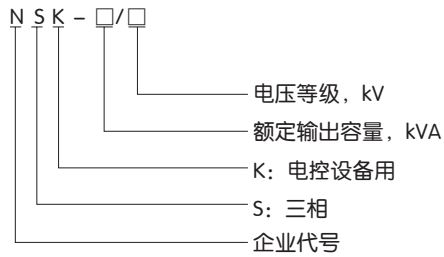 N S K - □/□
电压等级，kV
额定输出容量，kVA
K：电控设备用
S：三相
企业代号